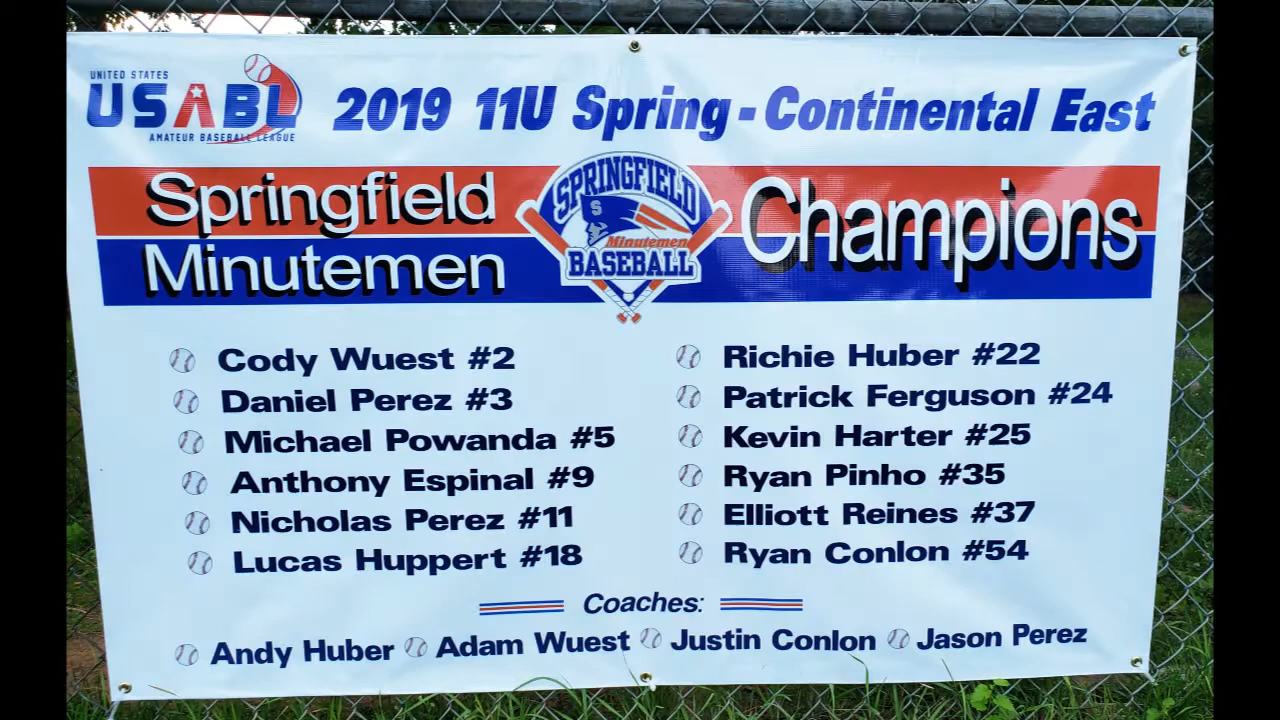 UNITED STATES
USABL
AMATEUR BASEBALL LEAGUE
2019 11U Spring - Continental East
Springfield
Minutemen
SPRINGFIELD
S
Minutemen
BASEBALL
Champions
Cody Wuest #2
Daniel Perez #3
Michael Powanda #5
Anthony Espinal #9
Nicholas Perez #11
Lucas Huppert #18
Richie Huber #22
Patrick Ferguson #24
Kevin Harter #25
Ryan Pinho #35
Elliott Reines #37
Ryan Conlon #54
Coaches:
Andy Huber Adam Wuest Justin Conlon Jason Perez